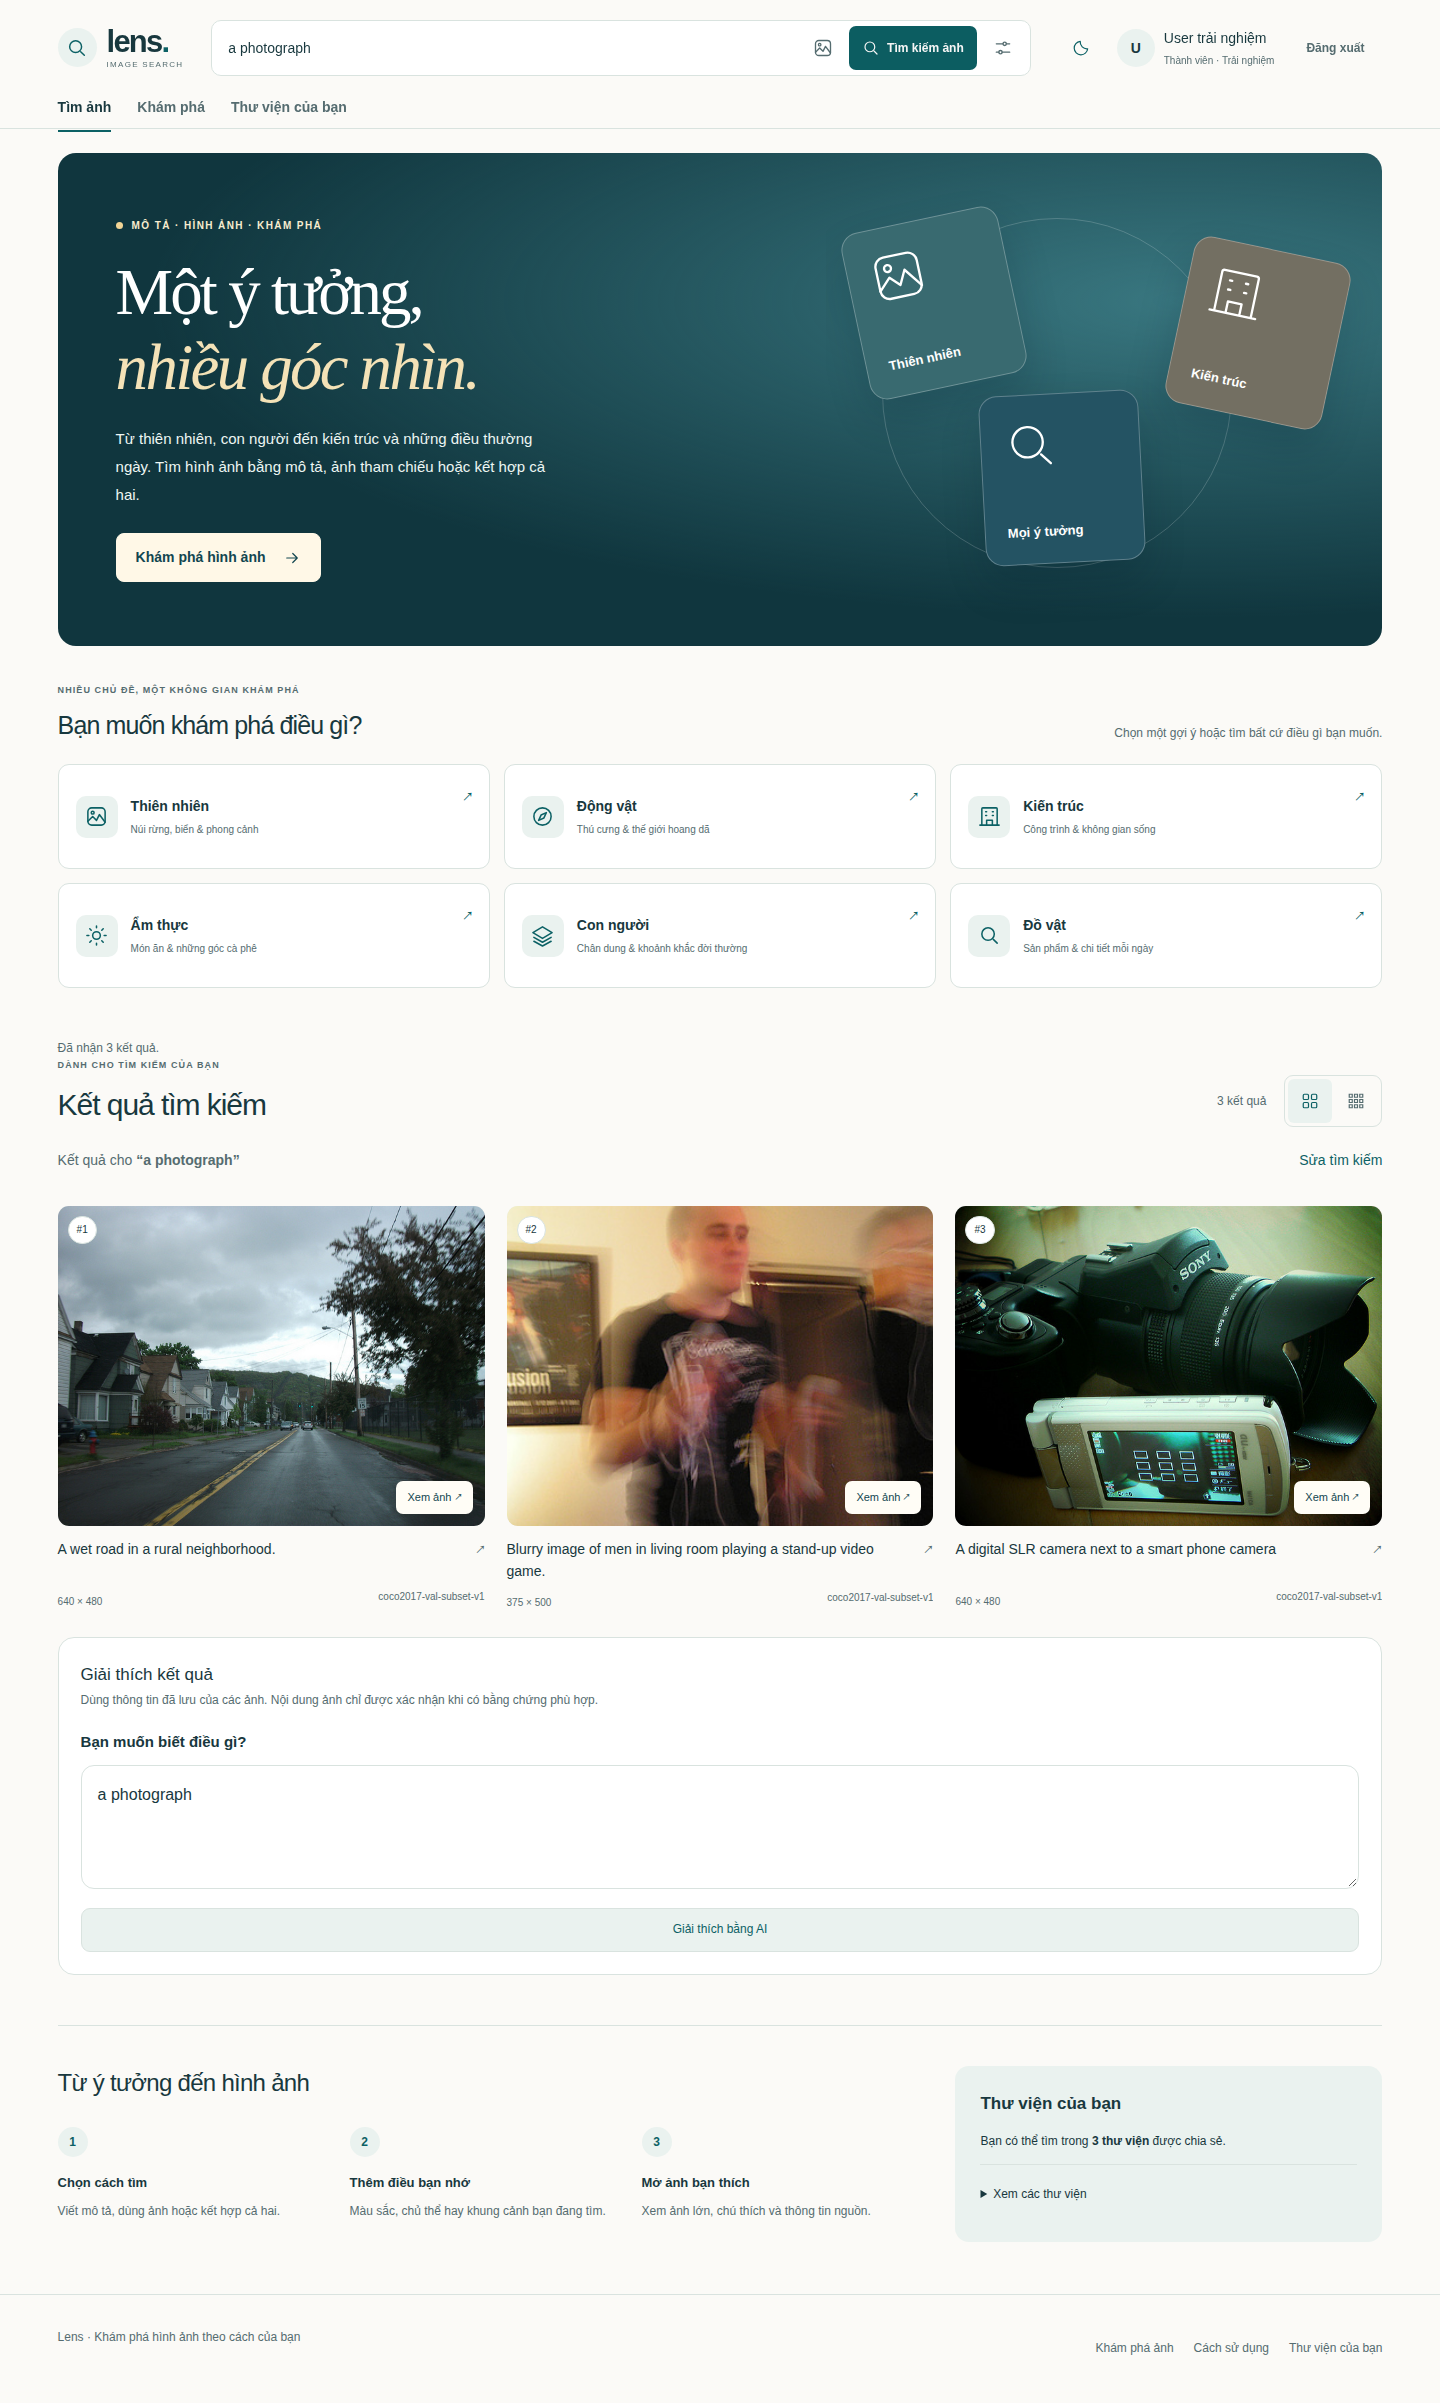 lens.
IMAGE SEARCH
a photograph
Tìm kiếm ảnh
U
User trải nghiệm
Thành viên · Trải nghiệm
Đăng xuất
Tìm ảnh
Khám phá
Thư viện của bạn
MÔ TẢ · HÌNH ẢNH · KHÁM PHÁ
Một ý tưởng,
nhiều góc nhìn.
Từ thiên nhiên, con người đến kiến trúc và những điều thường
ngày. Tìm hình ảnh bằng mô tả, ảnh tham chiếu hoặc kết hợp cả
hai.
Khám phá hình ảnh
Thiên nhiên
Kiến trúc
Mọi ý tưởng
NHIỀU CHỦ ĐỀ, MỘT KHÔNG GIAN KHÁM PHÁ
Bạn muốn khám phá điều gì?
Chọn một gợi ý hoặc tìm bất cứ điều gì bạn muốn.
Thiên nhiên
Núi rừng, biển & phong cảnh
Động vật
Thú cưng & thế giới hoang dã
Kiến trúc
Công trình & không gian sống
Ẩm thực
Món ăn & những góc cà phê
Con người
Chân dung & khoảnh khắc đời thường
Đồ vật
Sản phẩm & chi tiết mỗi ngày
Đã nhận 3 kết quả.
DÀNH CHO TÌM KIẾM CỦA BẠN
Kết quả tìm kiếm
3 kết quả
Kết quả cho “a photograph”
Sửa tìm kiếm
#1
Xem ảnh
#2
usion
Xem ảnh
#3
SONY
Xem ảnh
A wet road in a rural neighborhood.
640 × 480
coco2017-val-subset-v1
Blurry image of men in living room playing a stand-up video
game.
375 × 500
coco2017-val-subset-v1
A digital SLR camera next to a smart phone camera
640 × 480
coco2017-val-subset-v1
Giải thích kết quả
Dùng thông tin đã lưu của các ảnh. Nội dung ảnh chỉ được xác nhận khi có bằng chứng phù hợp.
Bạn muốn biết điều gì?
a photograph
Giải thích bằng AI
Từ ý tưởng đến hình ảnh
1
Chọn cách tìm
Viết mô tả, dùng ảnh hoặc kết hợp cả hai.
2
Thêm điều bạn nhớ
Màu sắc, chủ thể hay khung cảnh bạn đang tìm.
3
Mở ảnh bạn thích
Xem ảnh lớn, chú thích và thông tin nguồn.
Thư viện của bạn
Bạn có thể tìm trong 3 thư viện được chia sẻ.
Xem các thư viện
Lens · Khám phá hình ảnh theo cách của bạn
Khám phá ảnh
Cách sử dụng
Thư viện của bạn